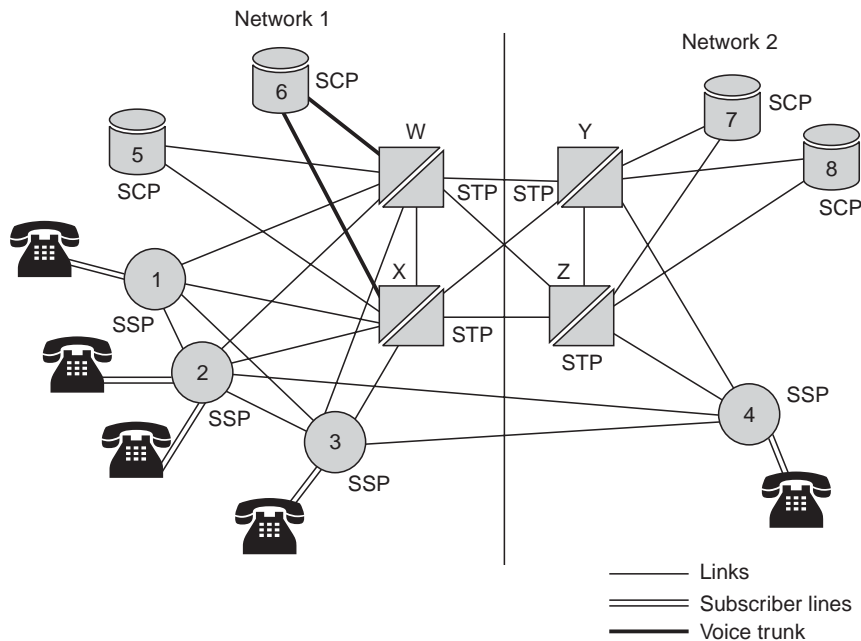 Network 1
Network 2
6
SCP
7
SCP
5
SCP
W
STP
Y
STP
8
SCP
1
SSP
X
STP
Z
STP
2
SSP
3
SSP
4
SSP
Links
Subscriber lines
Voice trunk